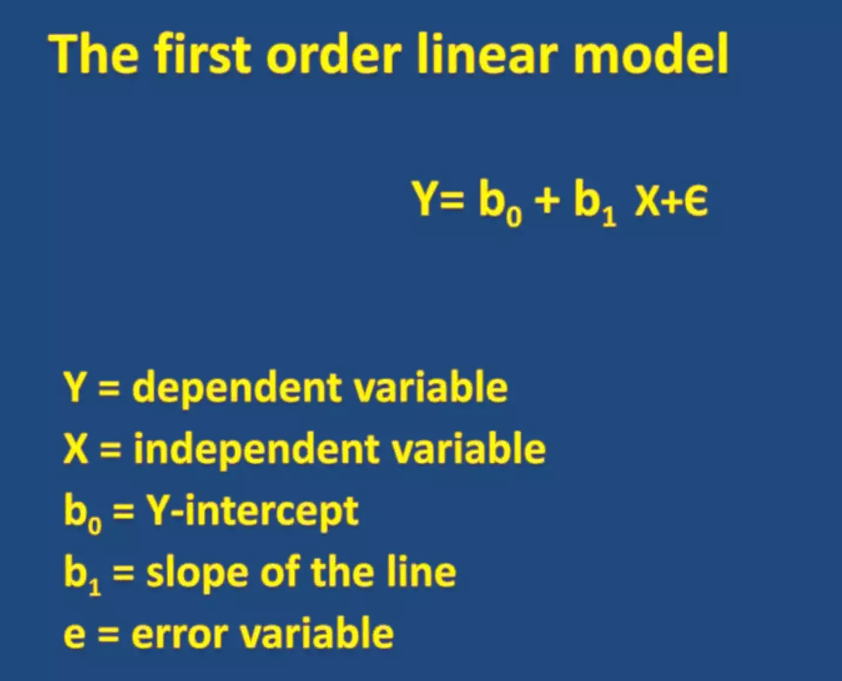 The first order linear model
Y= b₀ + b₁ X+Є
Y = dependent variable
X = independent variable
b₀ = Y-intercept
b₁ = slope of the line
e = error variable